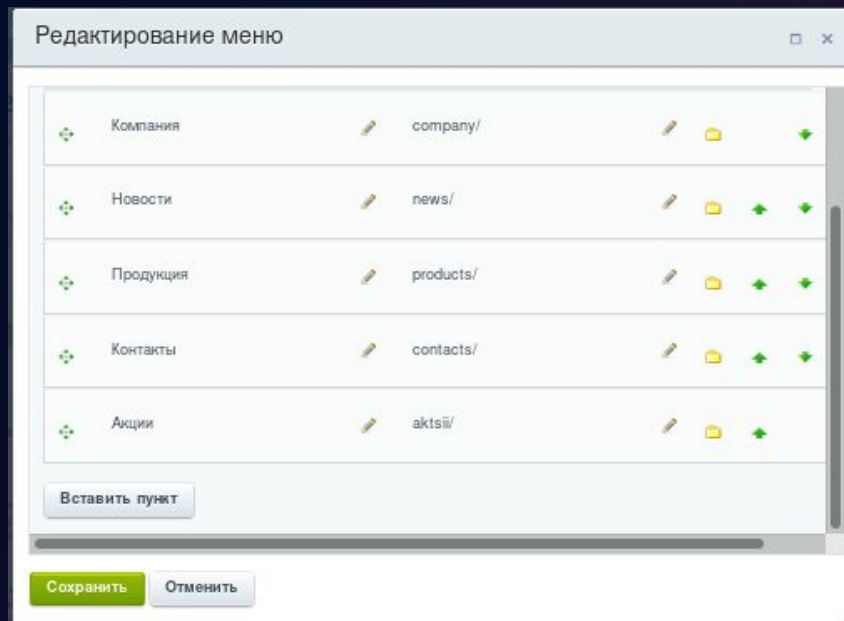 Редактирование меню
Компания company/
Новости news/
Продукция products/
Контакты contacts/
Акции aktsii/
Вставить пункт
Сохранить Отменить